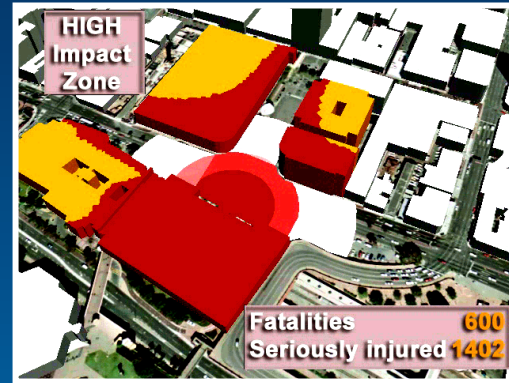 HIGH
Impact
Zone
Fatalities 600
Seriously injured 1402